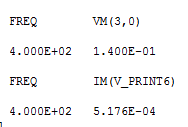 FREQ VM(3,0)
4.000E+02 1.400E-01
FREQ IM(V_PRINT6)
4.000E+02 5.176E-04